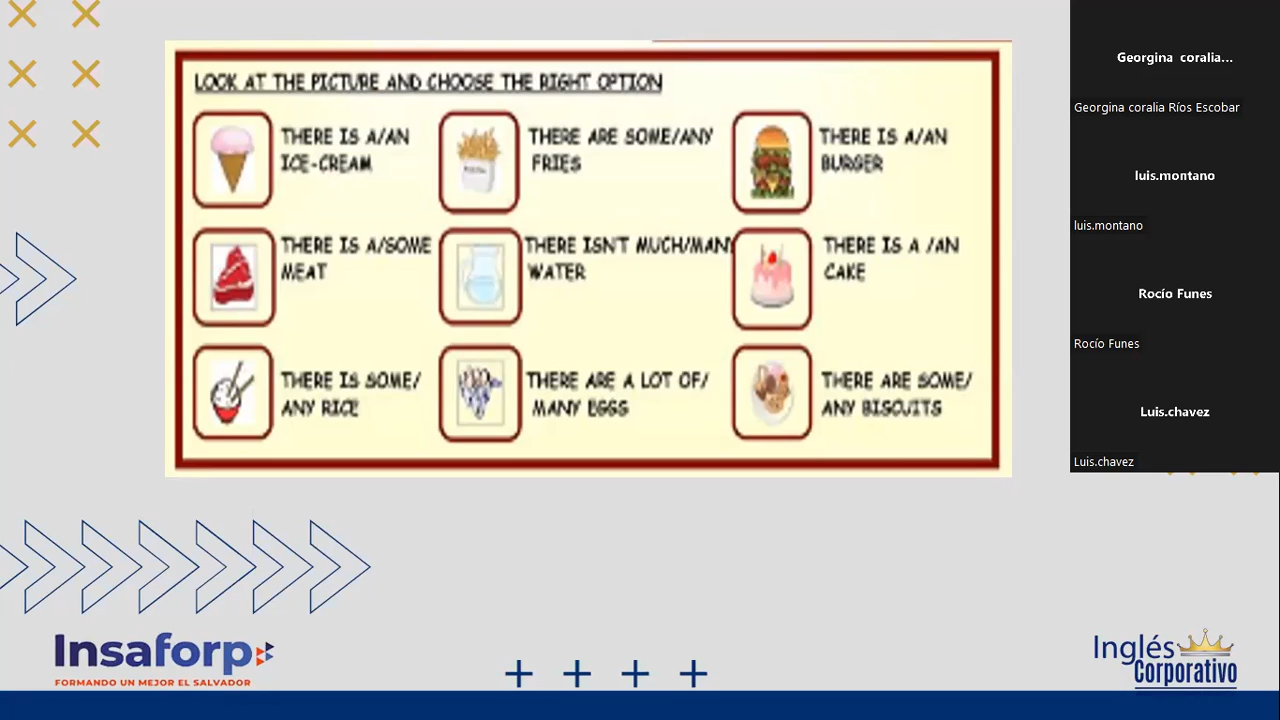 LOOK AT THE PICTURE AND CHOOSE THE RIGHT OPTION
THERE IS A/AN
ICE-CREAM
THERE ARE SOME/ANY
FRIES
THERE IS A/AN
BURGER
THERE IS A/SOME
MEAT
THERE ISN'T MUCH/MANY
WATER
THERE IS A /AN
CAKE
THERE IS SOME/
ANY RICE
THERE ARE A LOT OF/
MANY EGGS
THERE ARE SOME/
ANY BISCUITS
Georgina coralia...
Georgina coralia Ríos Escobar
luis.montano
luis.montano
Rocío Funes
Rocío Funes
Luis.chavez
Luis.chavez
Insaforp
FORMANDO UN MEJOR EL SALVADOR
Inglés
Corporativo